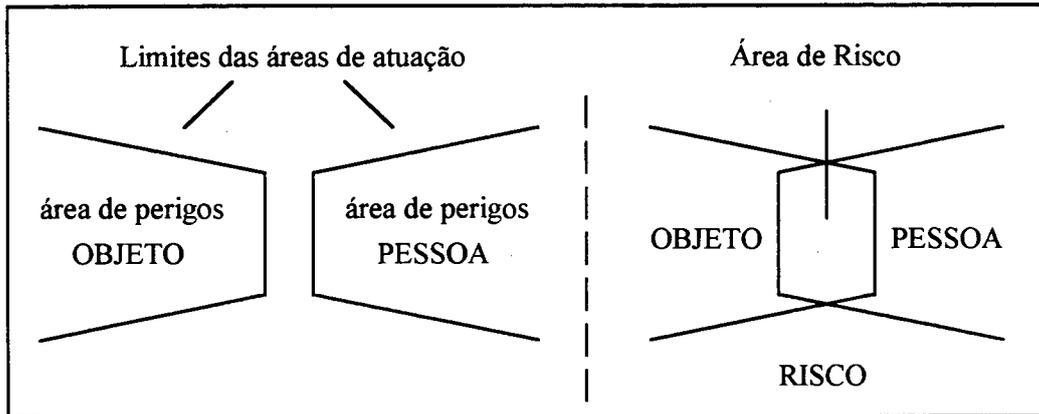 Limites das áreas de atuação
área de perigos
OBJETO
área de perigos
PESSOA
Área de Risco
OBJETO
PESSOA
RISCO